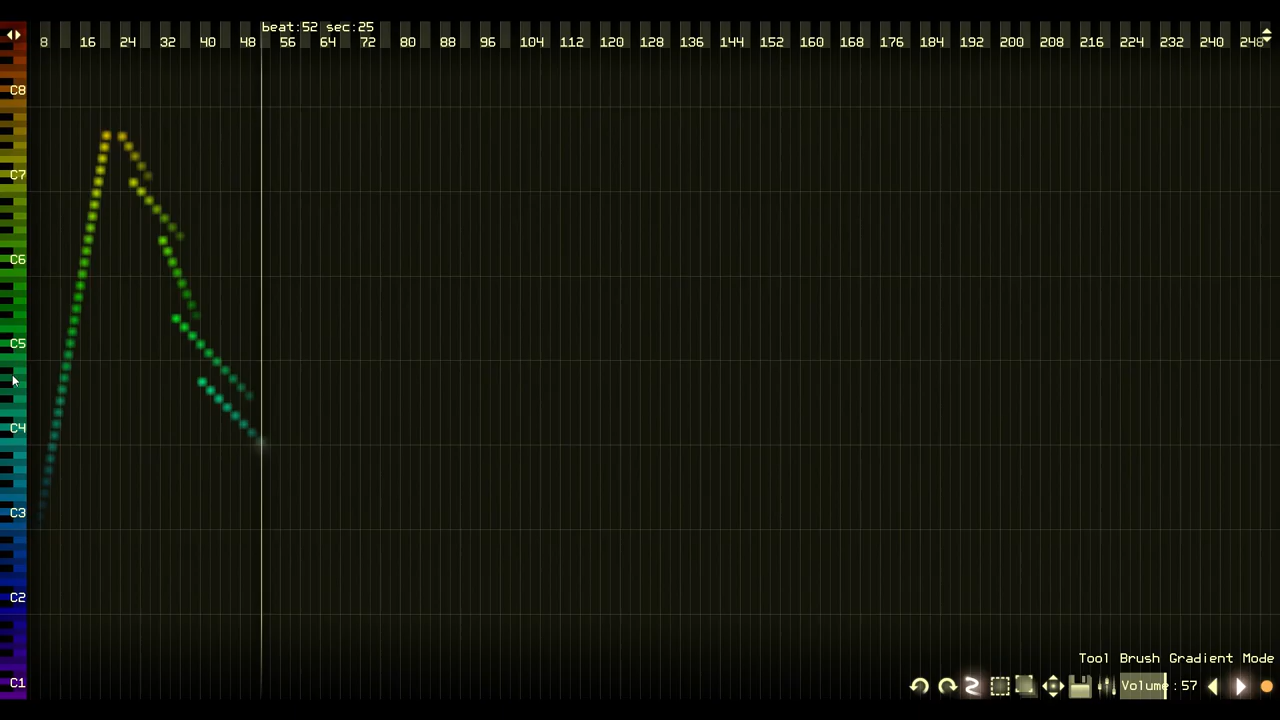 beat:52 sec:25
8 16 24 32 40 48 56 64 72 80 88 96 104 112 120 128 136 144 152 160 168 176 184 192 200 208 216 224 232 240 248
C8
C7
C6
C5
C4
C3
C2
C1
Tool Brush Gradient Mode
Volume:57